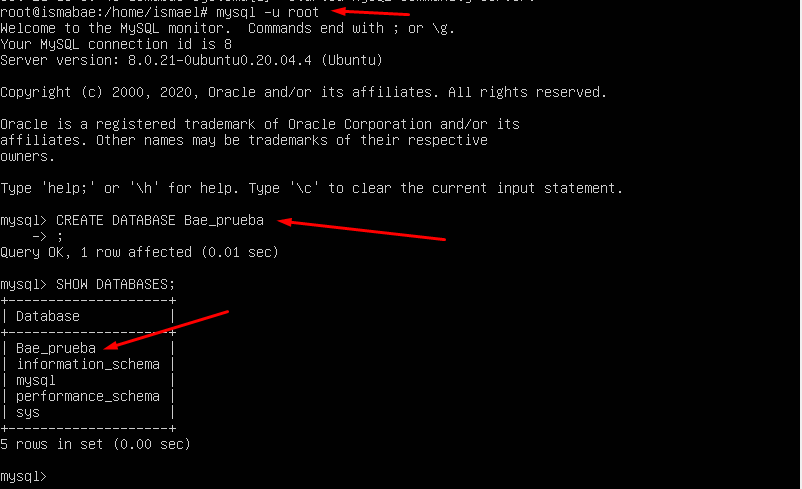 root@ismabae:/home/ismael# mysql -u root
Welcome to the MySQL monitor.  Commands end with ; or \g.
Your MySQL connection id is 8
Server version: 8.0.21-0ubuntu0.20.04.4 (Ubuntu)
Copyright (c) 2000, 2020, Oracle and/or its affiliates. All rights reserved.
Oracle is a registered trademark of Oracle Corporation and/or its
affiliates. Other names may be trademarks of their respective
owners.
Type 'help;' or '\h' for help. Type '\c' to clear the current input statement.
mysql> CREATE DATABASE Bae_prueba
    -> ;
Query OK, 1 row affected (0.01 sec)
mysql> SHOW DATABASES;
+--------------------+
| Database           |
+--------------------+
| Bae_prueba         |
| information_schema |
| mysql              |
| performance_schema |
| sys                |
+--------------------+
5 rows in set (0.00 sec)
mysql>